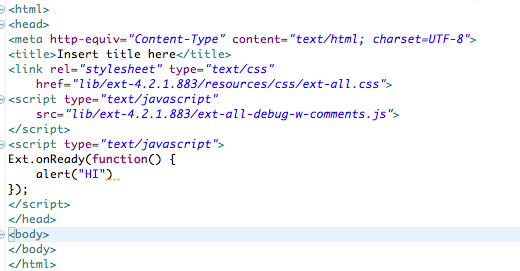 <html>
<head>
<meta http-equiv="Content-Type" content="text/html; charset=UTF-8">
<title>Insert title here</title>
<link rel="stylesheet" type="text/css"
    href="lib/ext-4.2.1.883/resources/css/ext-all.css">
<script type="text/javascript"
    src="lib/ext-4.2.1.883/ext-all-debug-w-comments.js">
</script>
<script type="text/javascript">
Ext.onReady(function() {
    alert("HI")
});
</script>
</head>
<body>
</body>
</html>